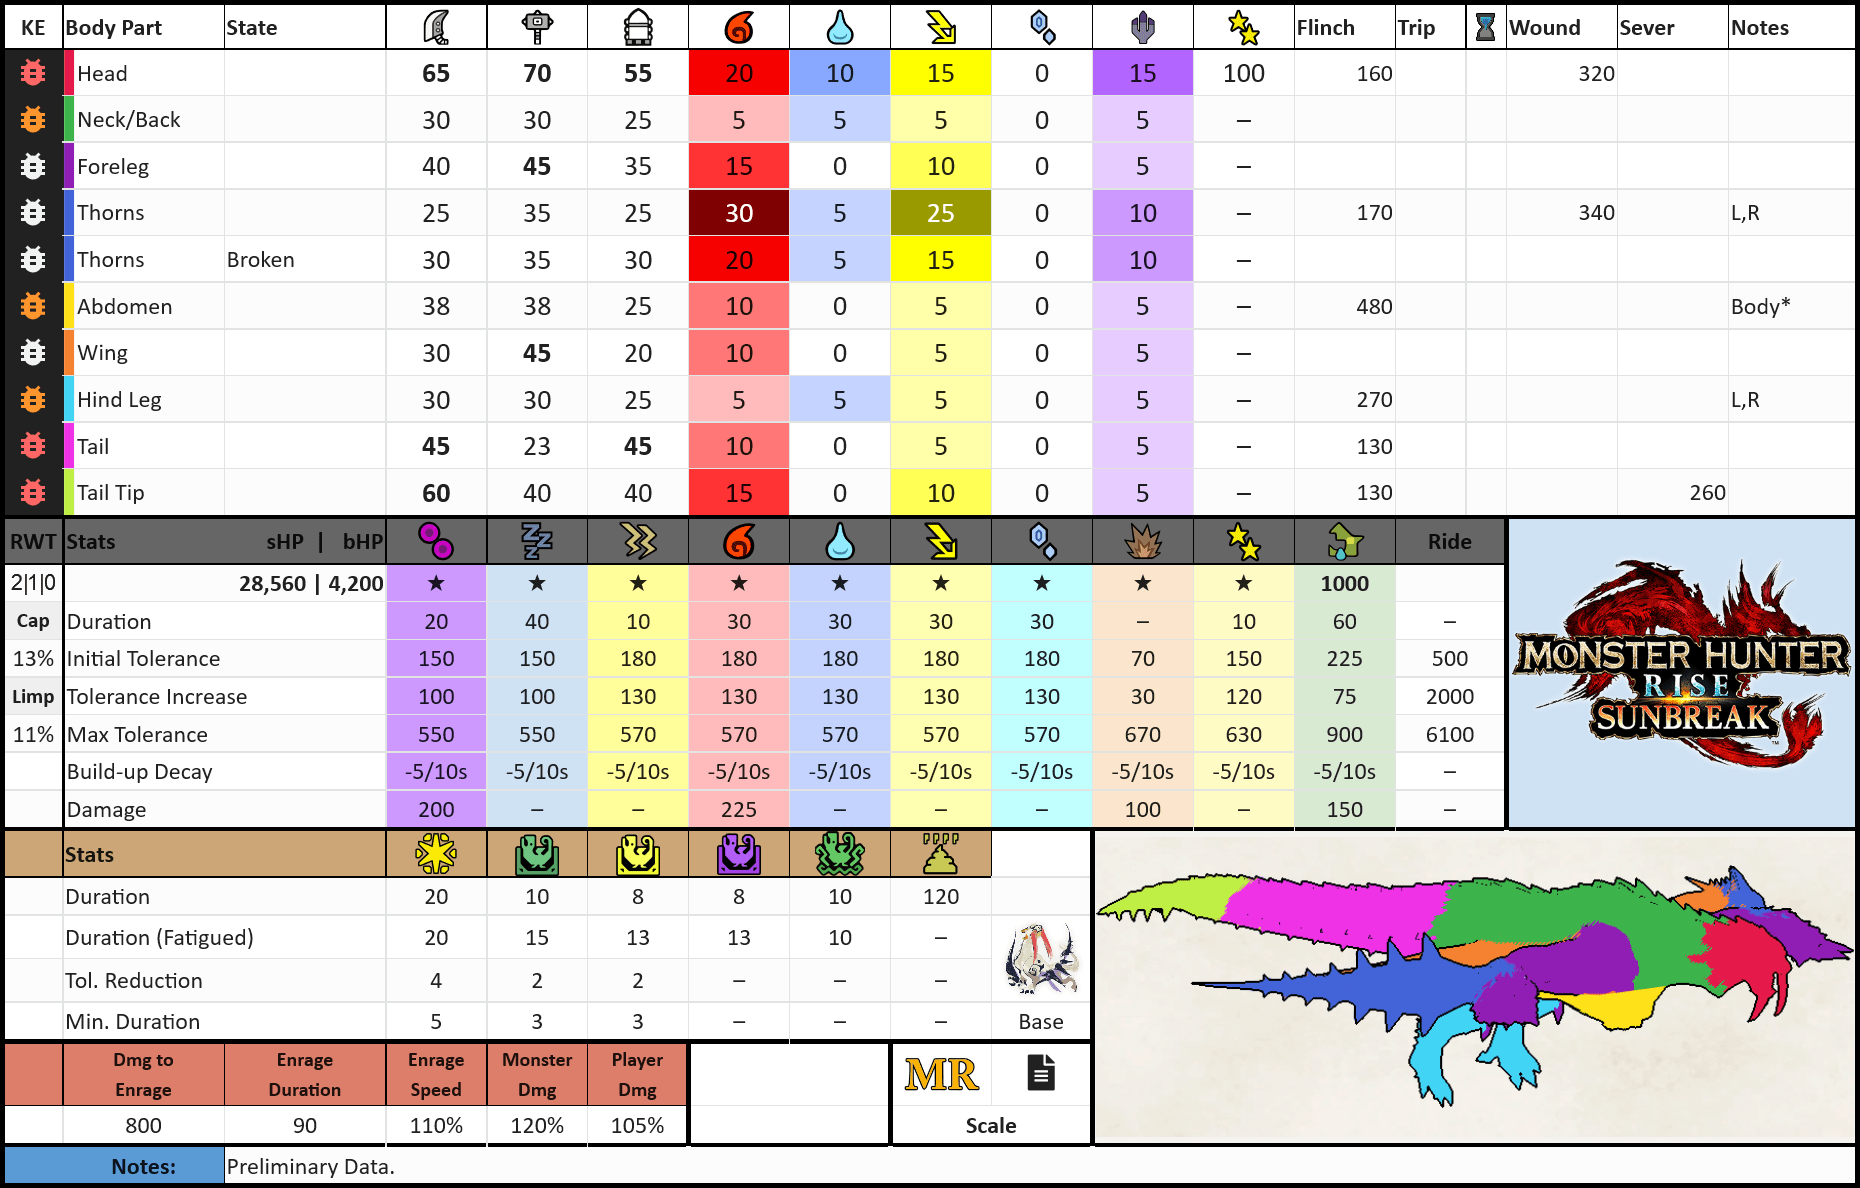 KE Body Part State Flinch Trip Wound Sever Notes
Head 65 70 55 20 10 15 0 15 100 160 320
Neck/Back 30 30 25 5 5 5 0 5 –
Foreleg 40 45 35 15 0 10 0 5 –
Thorns 25 35 25 30 5 25 0 10 – 170 340 L,R
Thorns Broken 30 35 30 20 5 15 0 10 –
Abdomen 38 38 25 10 0 5 0 5 – 480 Body*
Wing 30 45 20 10 0 5 0 5 –
Hind Leg 30 30 25 5 5 5 0 5 – 270 L,R
Tail 45 23 45 10 0 5 0 5 – 130
Tail Tip 60 40 40 15 0 10 0 5 – 130 260
RWT Stats sHP | bHP Ride
2|1|0 28,560 | 4,200 ★ ★ ★ ★ ★ ★ ★ ★ ★ 1000
Cap Duration 20 40 10 30 30 30 30 – 10 60 –
13% Initial Tolerance 150 150 180 180 180 180 180 70 150 225 500
Limp Tolerance Increase 100 100 130 130 130 130 130 30 120 75 2000
11% Max Tolerance 550 550 570 570 570 570 570 670 630 900 6100
Build-up Decay -5/10s -5/10s -5/10s -5/10s -5/10s -5/10s -5/10s -5/10s -5/10s -5/10s –
Damage 200 – – 225 – – – 100 – 150 –
MONSTER HUNTER
RISE
SUNBREAK
Stats
Duration 20 10 8 8 10 120
Duration (Fatigued) 20 15 13 13 10 –
Tol. Reduction 4 2 2 – – –
Min. Duration 5 3 3 – – – Base
Dmg to Enrage Enrage Duration Enrage Speed Monster Dmg Player Dmg MR
800 90 110% 120% 105% Scale
Notes: Preliminary Data.